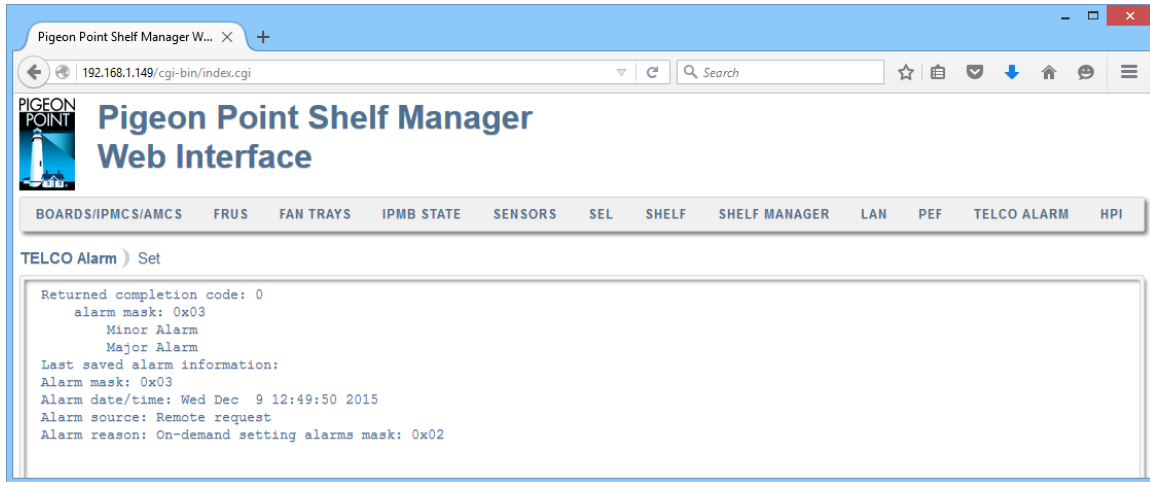 Pigeon Point Shelf Manager W...
192.168.1.149/cgi-bin/index.cgi
Search
PIGEON
POINT
Pigeon Point Shelf Manager
Web Interface
BOARDS/IPMCS/AMCS FRUS FAN TRAYS IPMB STATE SENSORS SEL SHELF SHELF MANAGER LAN PEF TELCO ALARM HPI
TELCO Alarm ) Set
Returned completion code: 0
alarm mask: 0x03
Minor Alarm
Major Alarm
Last saved alarm information:
Alarm mask: 0x03
Alarm date/time: Wed Dec  9 12:49:50 2015
Alarm source: Remote request
Alarm reason: On-demand setting alarms mask: 0x02